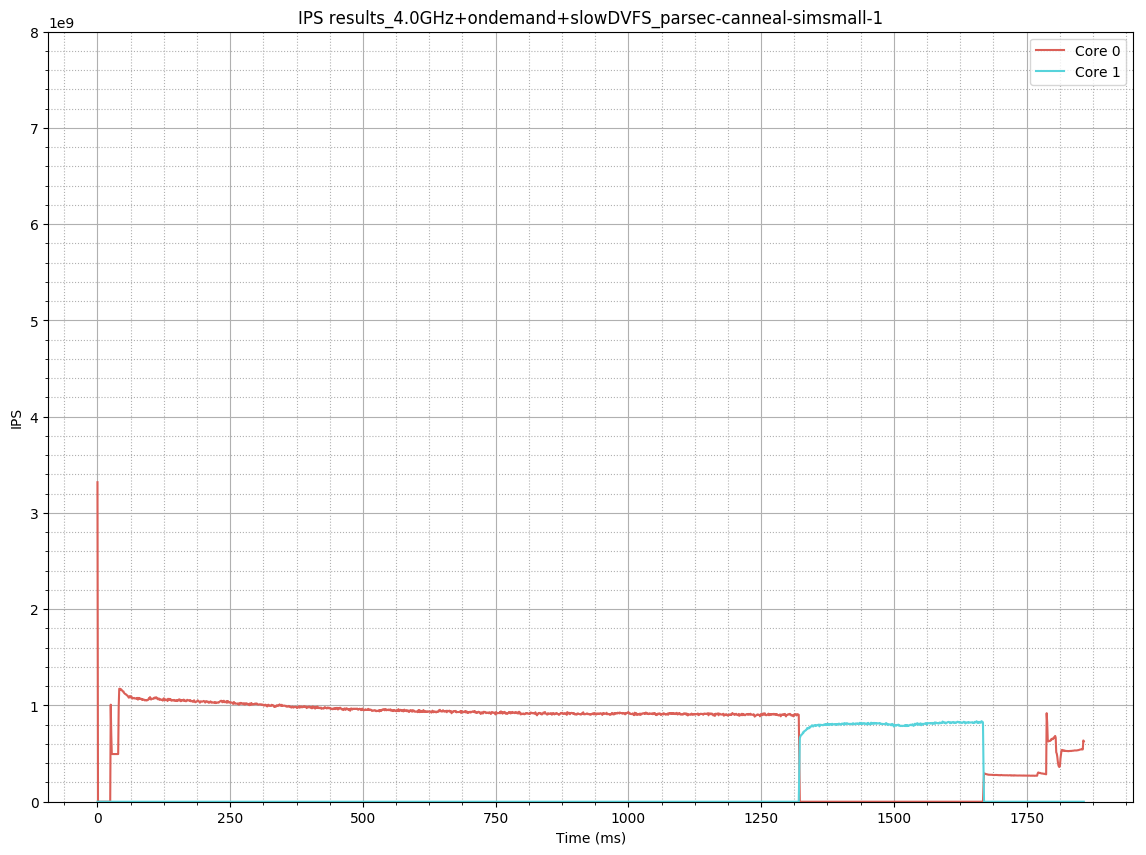 IPS results_4.0GHz+ondemand+slowDVFS_parsec-canneal-simsmall-1
1e9
8
7
6
5
4
3
2
1
0
IPS
Core 0
Core 1
0 250 500 750 1000 1250 1500 1750
Time (ms)